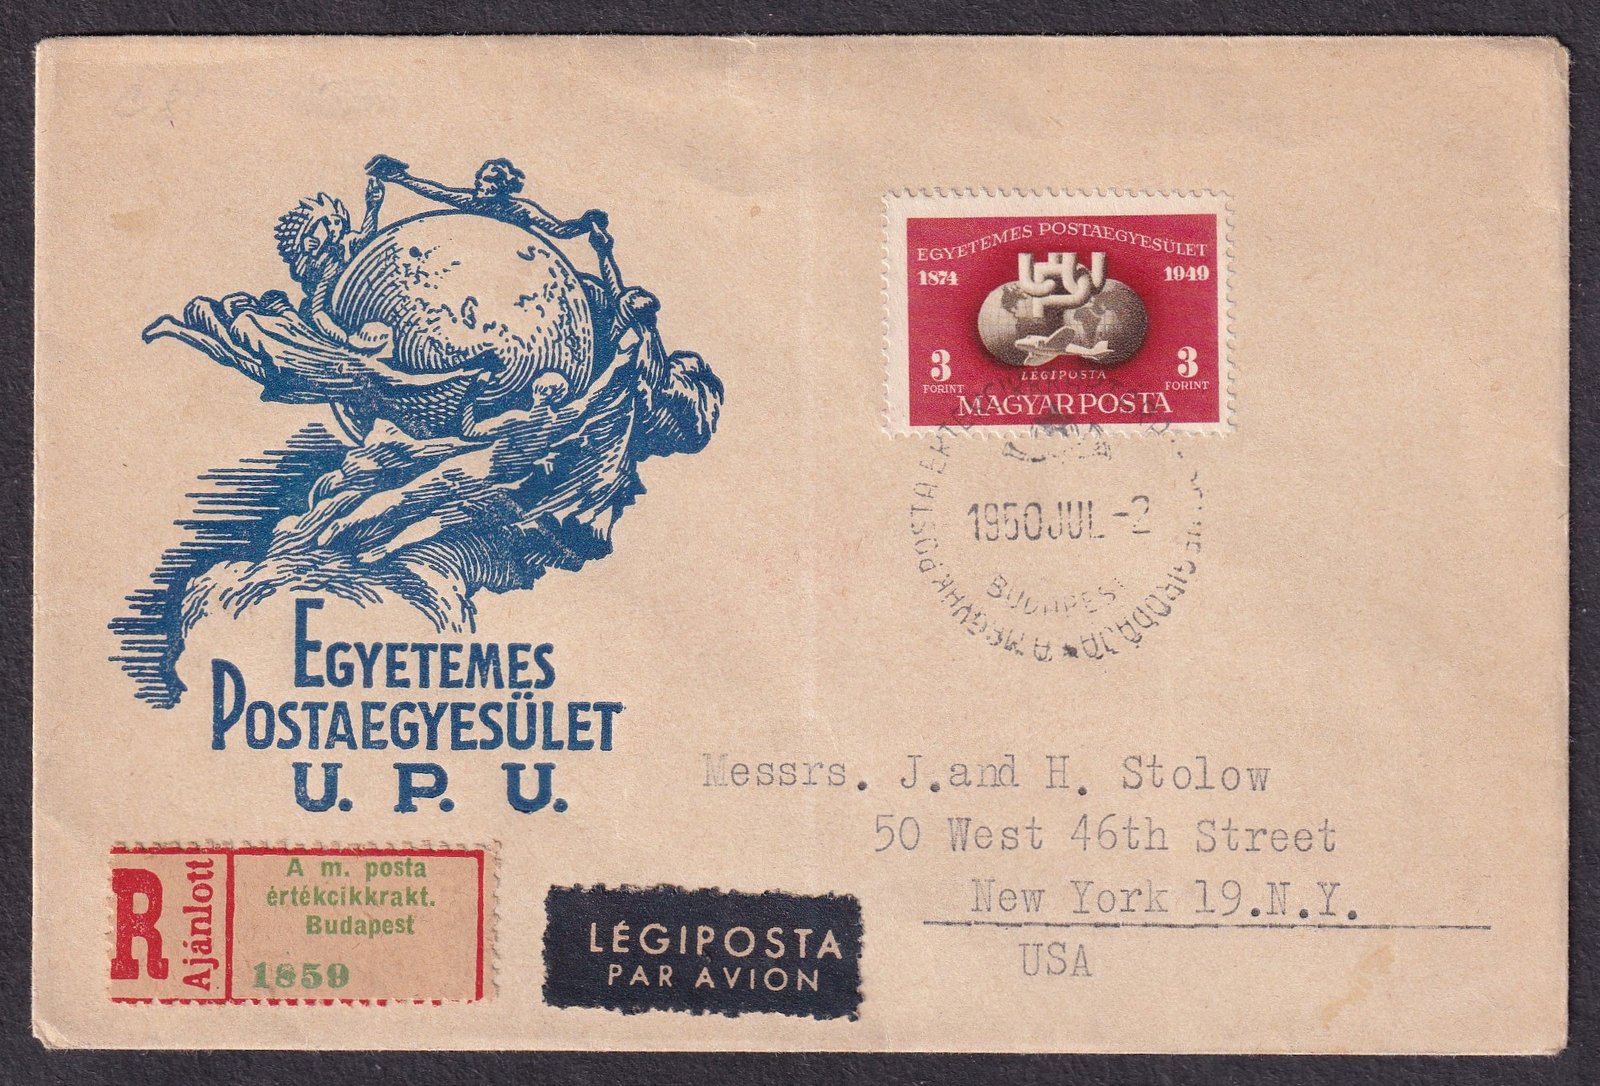 EGYETEMES POSTAEGYESÜLET
1874 1949
3 FORINT
3 FORINT
LÉGIPOSTA
MAGYAR POSTA
1950 JUL -2
BUDAPEST
EGYETEMES
POSTAEGYESÜLET
U. P. U.
Messrs. J.and H. Stolow
50 West 46th Street
New York 19.N.Y.
USA
R
Ajánlott
A m. posta
értékcikkrakt.
Budapest
1859
LÉGIPOSTA
PAR AVION